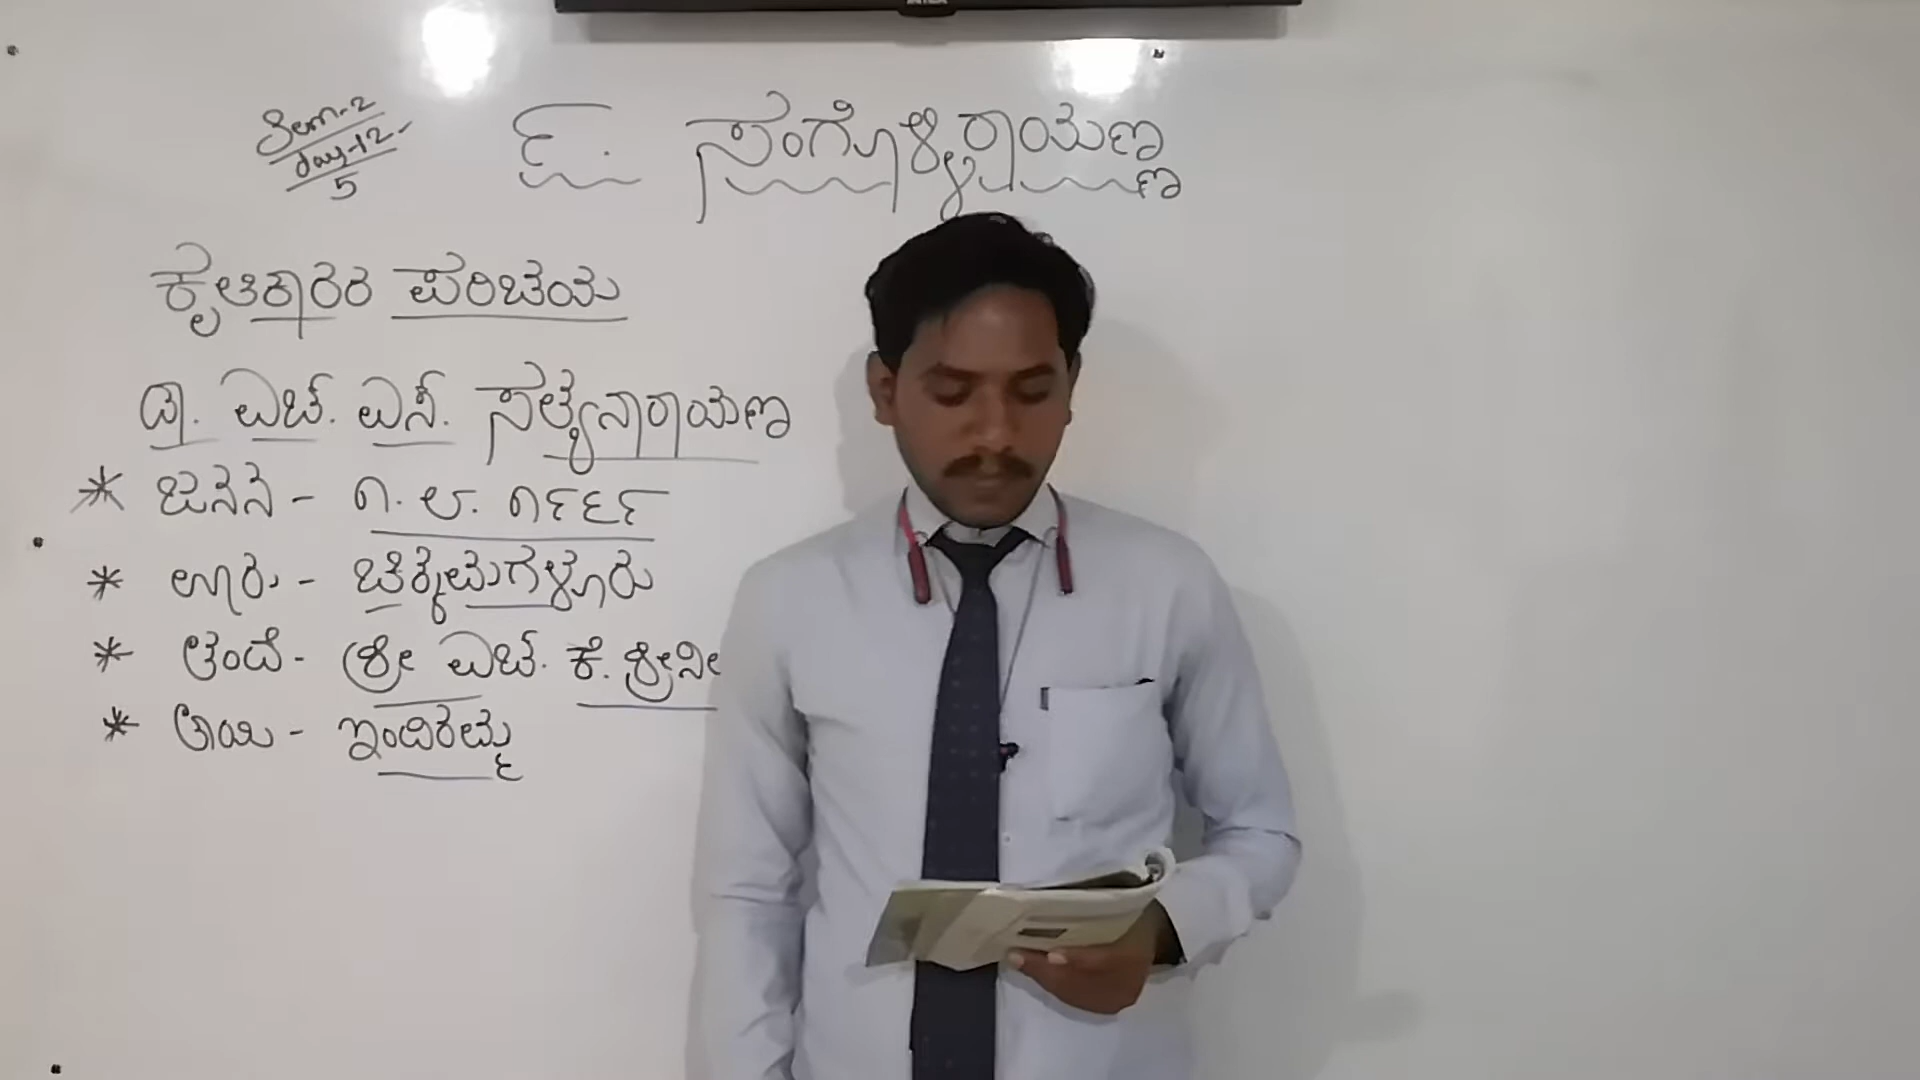 Sem-2
day-12
5
೯. ಸಂಗೊಳ್ಳಿರಾಯಣ್ಣ
ಕೃತಿಕಾರರ ಪರಿಚಯ
ಡಾ. ಎಚ್. ಎಸ್. ಸತ್ಯನಾರಾಯಣ
* ಜನನ - ೧. ೮. ೧೯೬೯
* ಊರು - ಚಿಕ್ಕಮಗಳೂರು
* ತಂದೆ - ಶ್ರೀ ಎಚ್. ಕೆ. ಶ್ರೀನಿ
* ತಾಯಿ - ಇಂದಿರಮ್ಮ